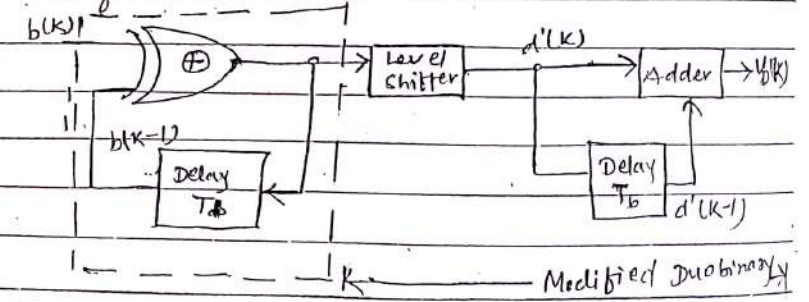 b(k)
⊕
Level
Shifter
d'(k)
Adder
b(k-1)
Delay
Tb
Delay
Tb
d'(k-1)
Modified Duobinary